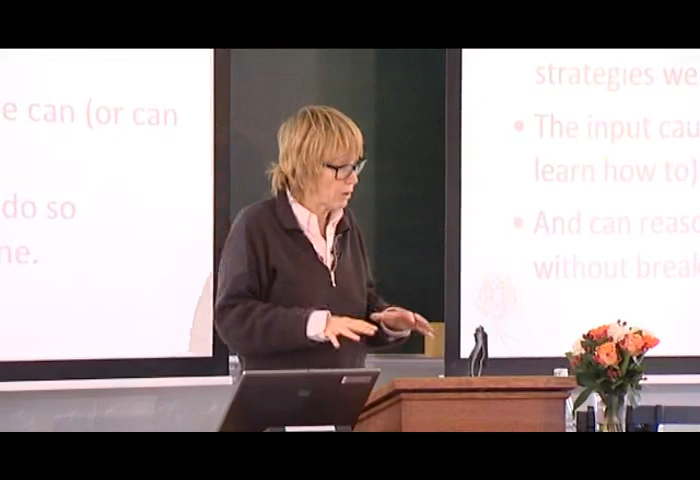 e can (or can
do so
ne.
strategies we
• The input cau
learn how to)
• And can reaso
without break